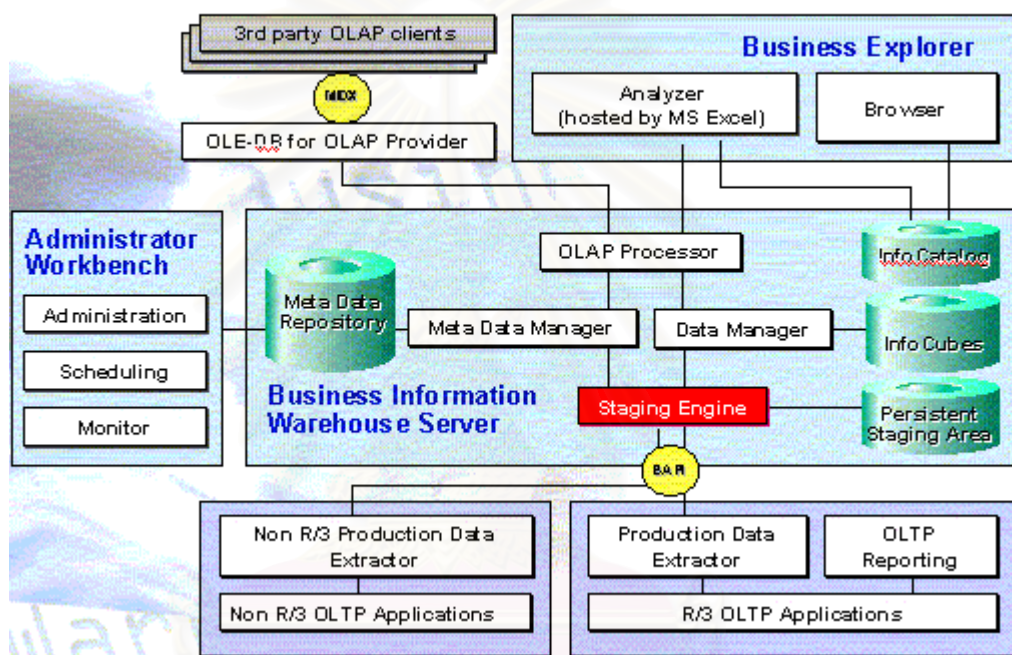 3rd party OLAP clients
MDX
OLE-DB for OLAP Provider
Business Explorer
Analyzer
(hosted by MS Excel)
Browser
Administrator
Workbench
Administration
Scheduling
Monitor
OLAP Processor
Meta Data
Repository
Meta Data Manager
Data Manager
Info Catalog
Info Cubes
Business Information
Warehouse Server
Staging Engine
Persistent
Staging Area
BAPI
Non R/3 Production Data
Extractor
Non R/3 OLTP Applications
Production Data
Extractor
OLTP
Reporting
R/3 OLTP Applications